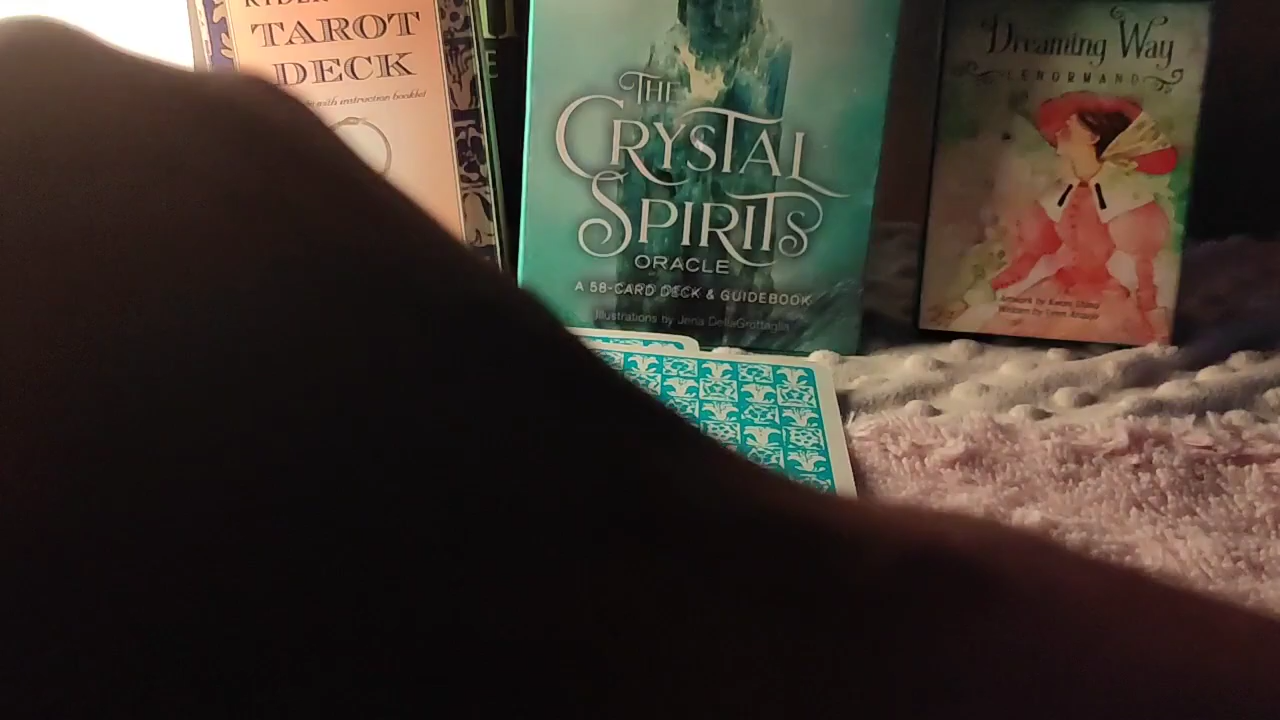 TAROT
DECK
with instruction booklet
THE
CRYSTAL
SPIRITS
ORACLE
A 58-CARD DECK & GUIDEBOOK
Illustrations by Jena DellaGrottaglia
Dreaming Way
LENORMAND
Artwork by Kwon Shina
Written by Lynn Araujo